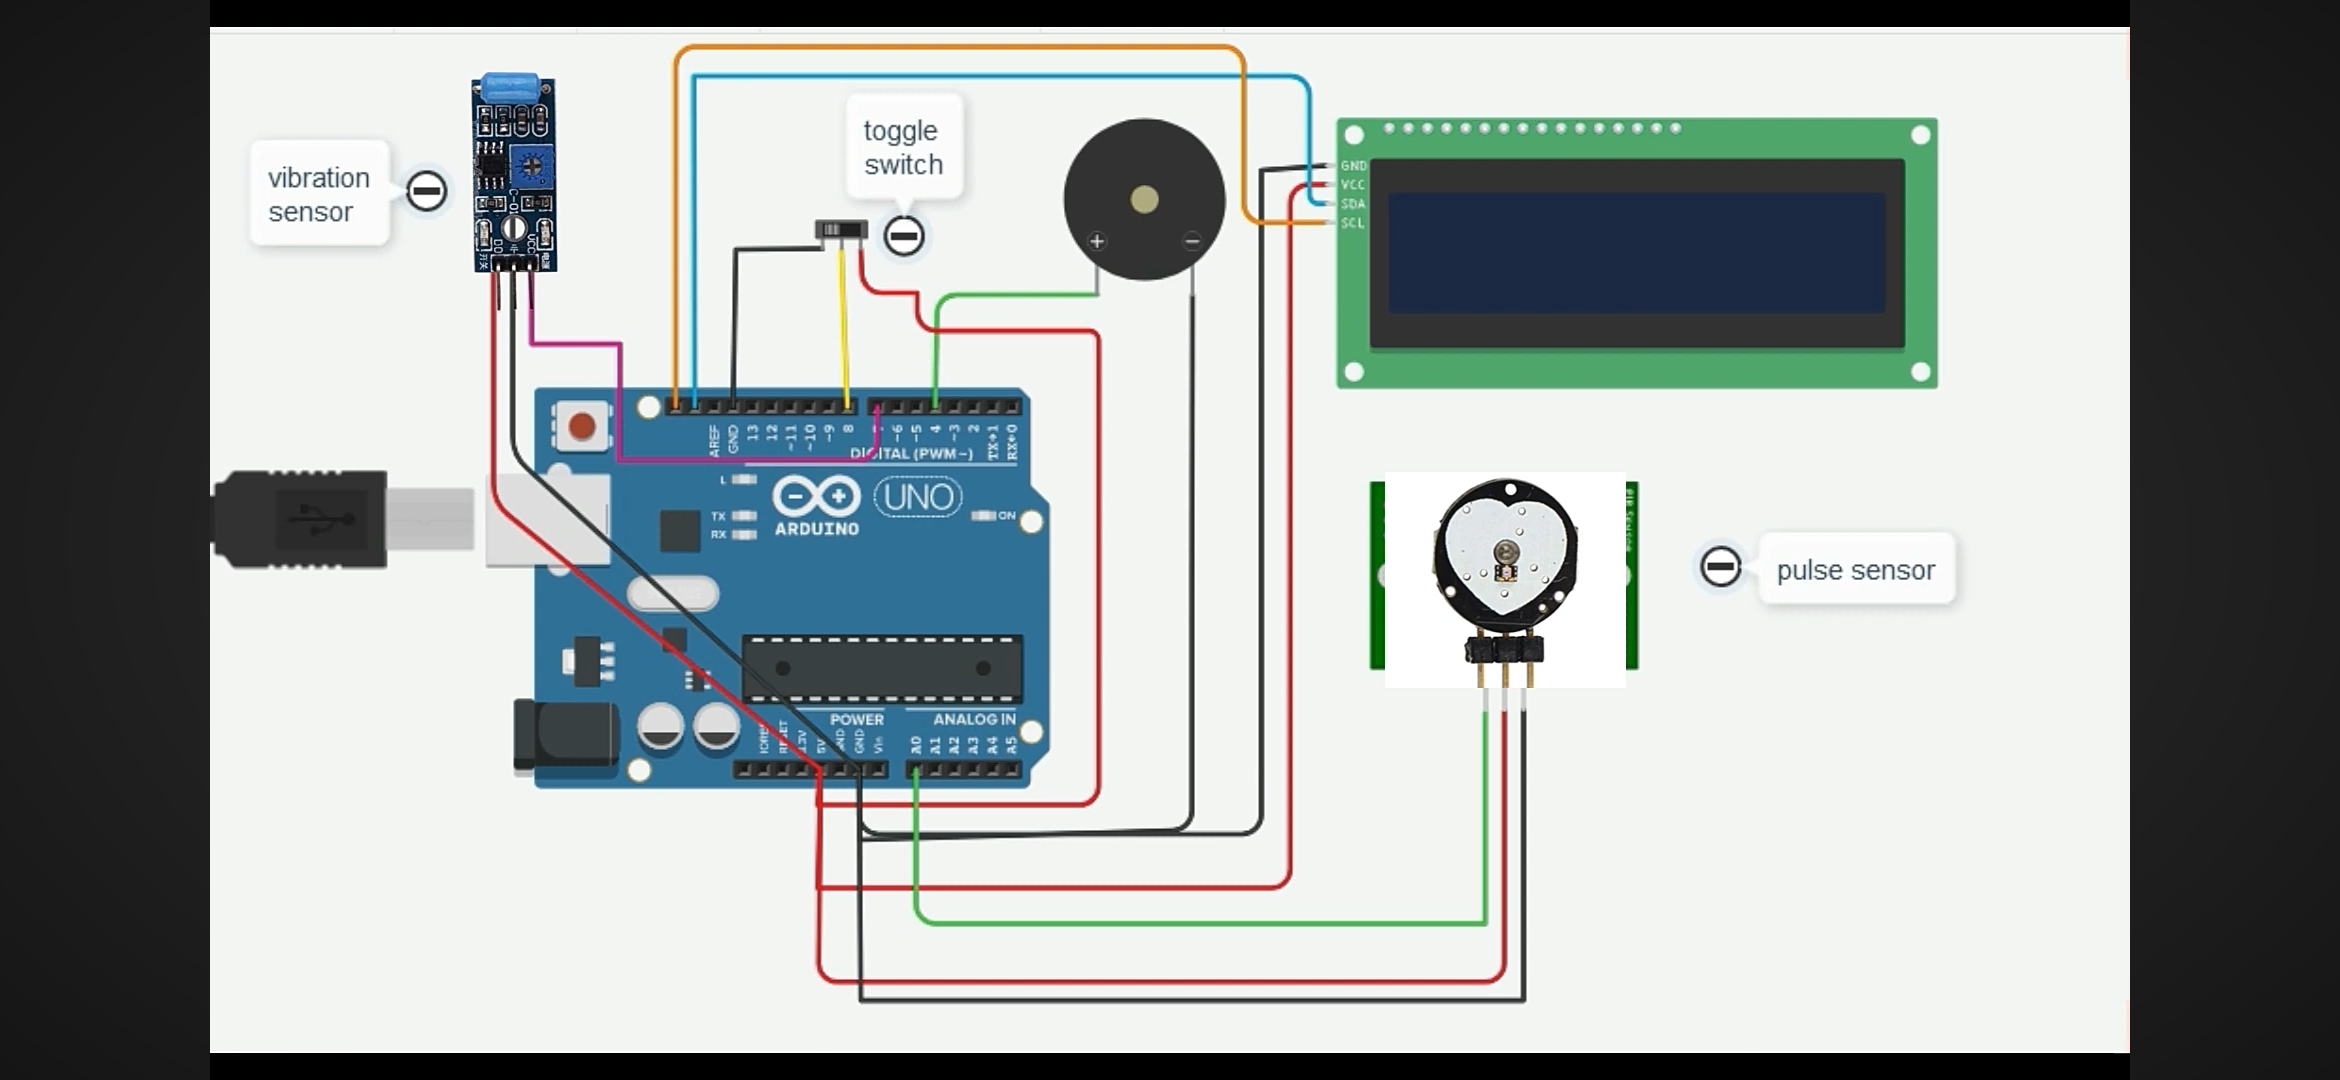 toggle
switch
vibration
sensor
GND
VCC
SDA
SCL
DO
VCC
AREF
GND
13
12
~11
~10
~9
8
~6
~5
4
~3
2
TX→1
RX←0
DIGITAL (PWM~)
L
UNO
TX
RX
ARDUINO
ON
pulse sensor
POWER
ANALOG IN
IOREF
RESET
3.3V
5V
GND
GND
Vin
A0
A1
A2
A3
A4
A5